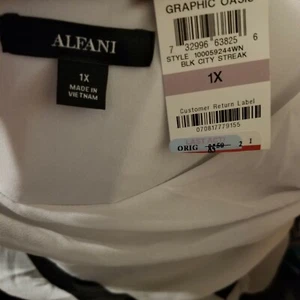 ALFANI
1X
MADE IN
VIETNAM
GRAPHIC OASIS
7 32996 63825 6
STYLE 100059244WN
BLK CITY STREAK
1X
Customer Return Label
070817779155
ORIG